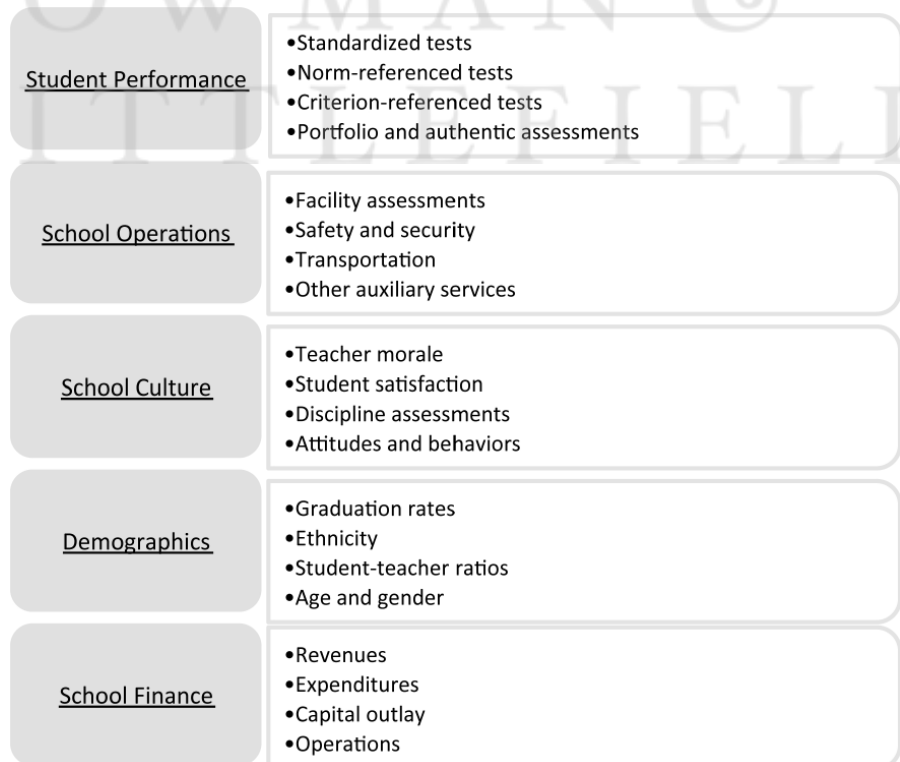 OWMAN &
Student Performance
•Standardized tests
•Norm-referenced tests
•Criterion-referenced tests
•Portfolio and authentic assessments
ITTLEFIEL
School Operations
•Facility assessments
•Safety and security
•Transportation
•Other auxiliary services
School Culture
•Teacher morale
•Student satisfaction
•Discipline assessments
•Attitudes and behaviors
Demographics
•Graduation rates
•Ethnicity
•Student-teacher ratios
•Age and gender
School Finance
•Revenues
•Expenditures
•Capital outlay
•Operations